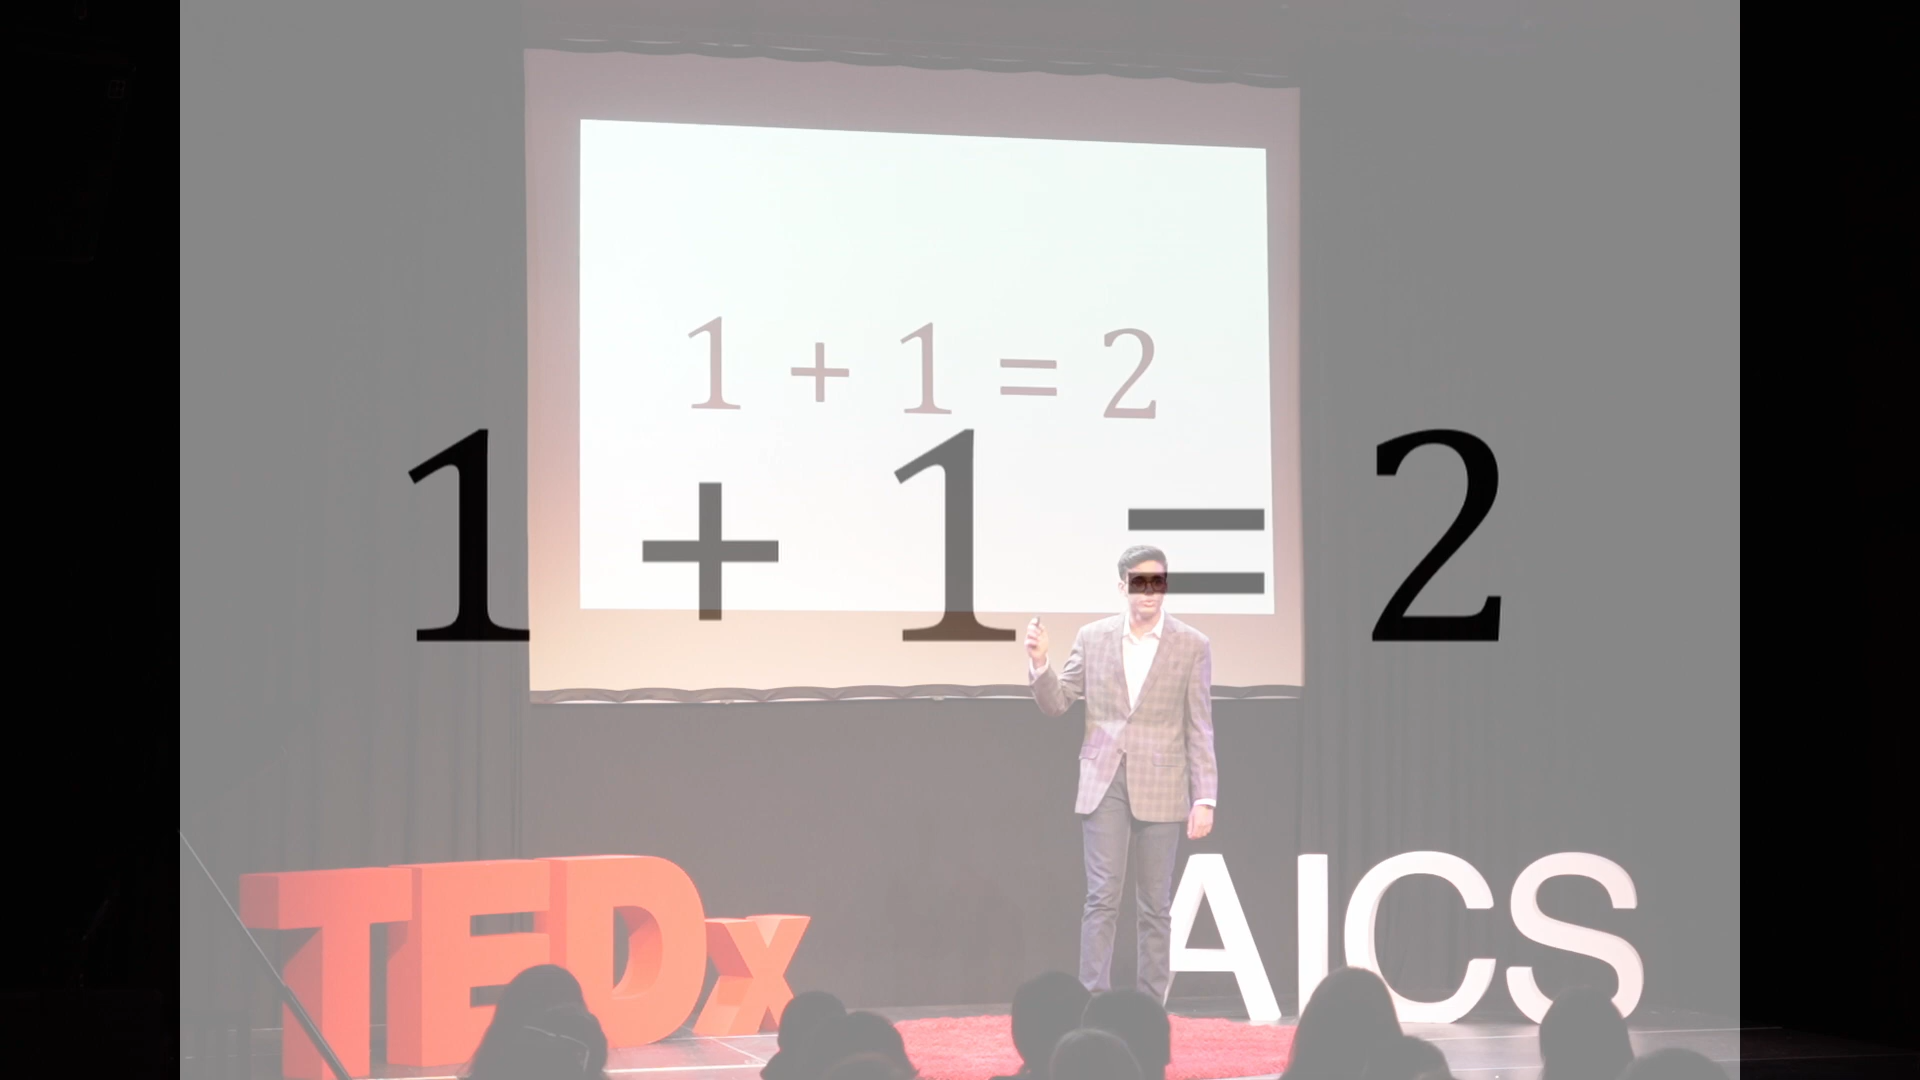 1 + 1 = 2
1 + 1 = 2
TEDx AICS